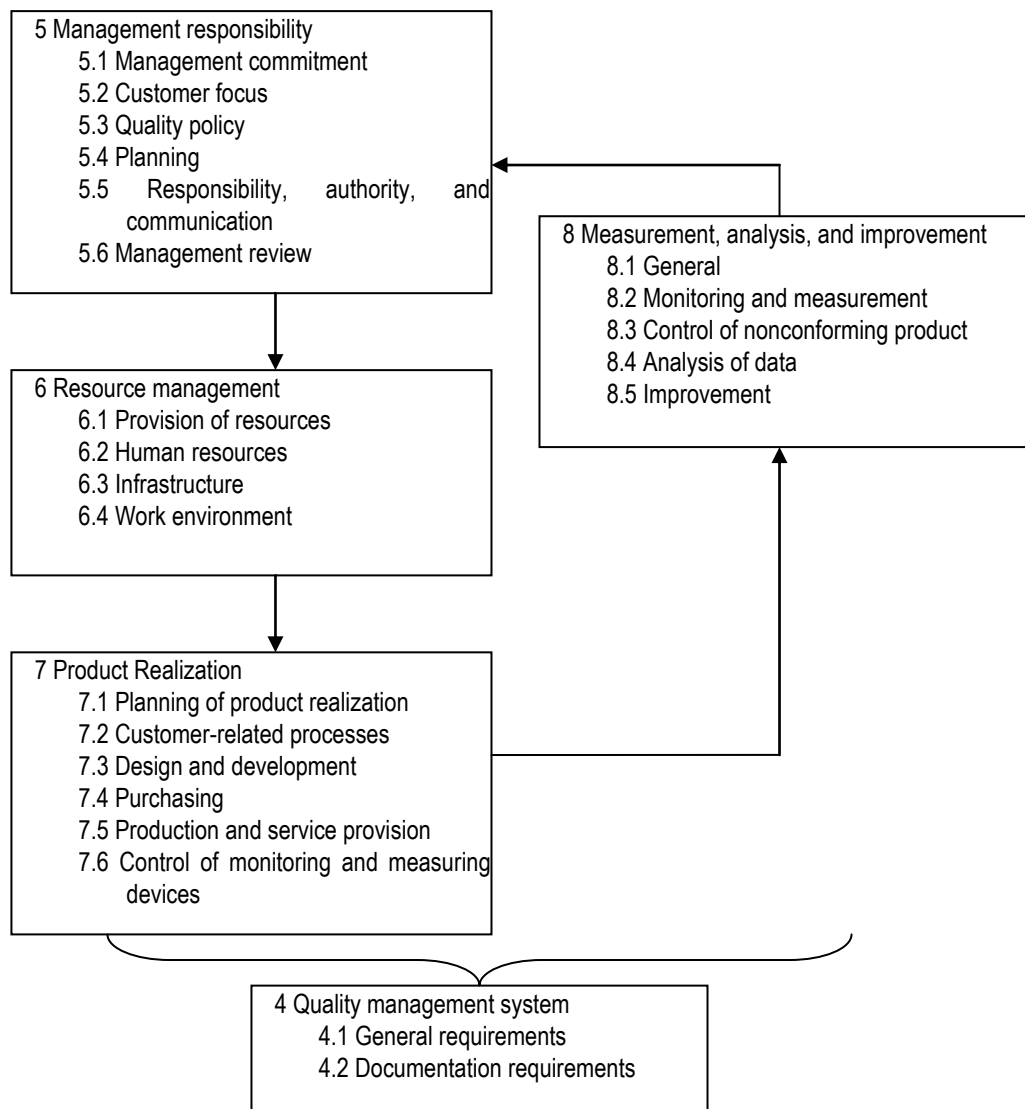 5 Management responsibility
5.1 Management commitment
5.2 Customer focus
5.3 Quality policy
5.4 Planning
5.5 Responsibility, authority, and
communication
5.6 Management review
6 Resource management
6.1 Provision of resources
6.2 Human resources
6.3 Infrastructure
6.4 Work environment
7 Product Realization
7.1 Planning of product realization
7.2 Customer-related processes
7.3 Design and development
7.4 Purchasing
7.5 Production and service provision
7.6 Control of monitoring and measuring
devices
8 Measurement, analysis, and improvement
8.1 General
8.2 Monitoring and measurement
8.3 Control of nonconforming product
8.4 Analysis of data
8.5 Improvement
4 Quality management system
4.1 General requirements
4.2 Documentation requirements